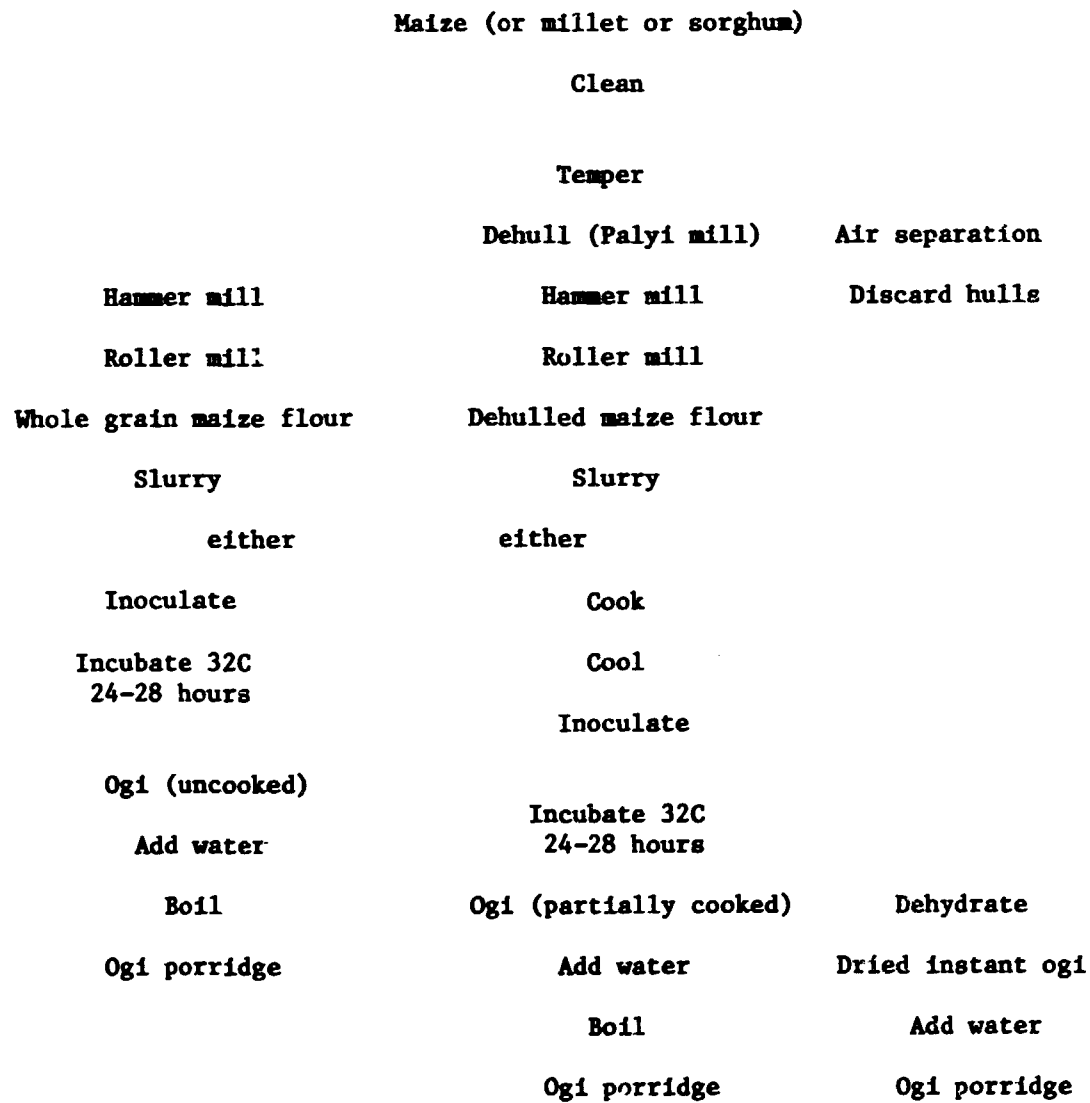 Maize (or millet or sorghum)
Clean
Temper
Dehull (Palyi mill) Air separation
Hammer mill Hammer mill Discard hulls
Roller mill Roller mill
Whole grain maize flour Dehulled maize flour
Slurry Slurry
either either
Inoculate Cook
Incubate 32C Cool
24-28 hours
Inoculate
Ogi (uncooked)
Incubate 32C
Add water 24-28 hours
Boil Ogi (partially cooked) Dehydrate
Ogi porridge Add water Dried instant ogi
Boil Add water
Ogi porridge Ogi porridge